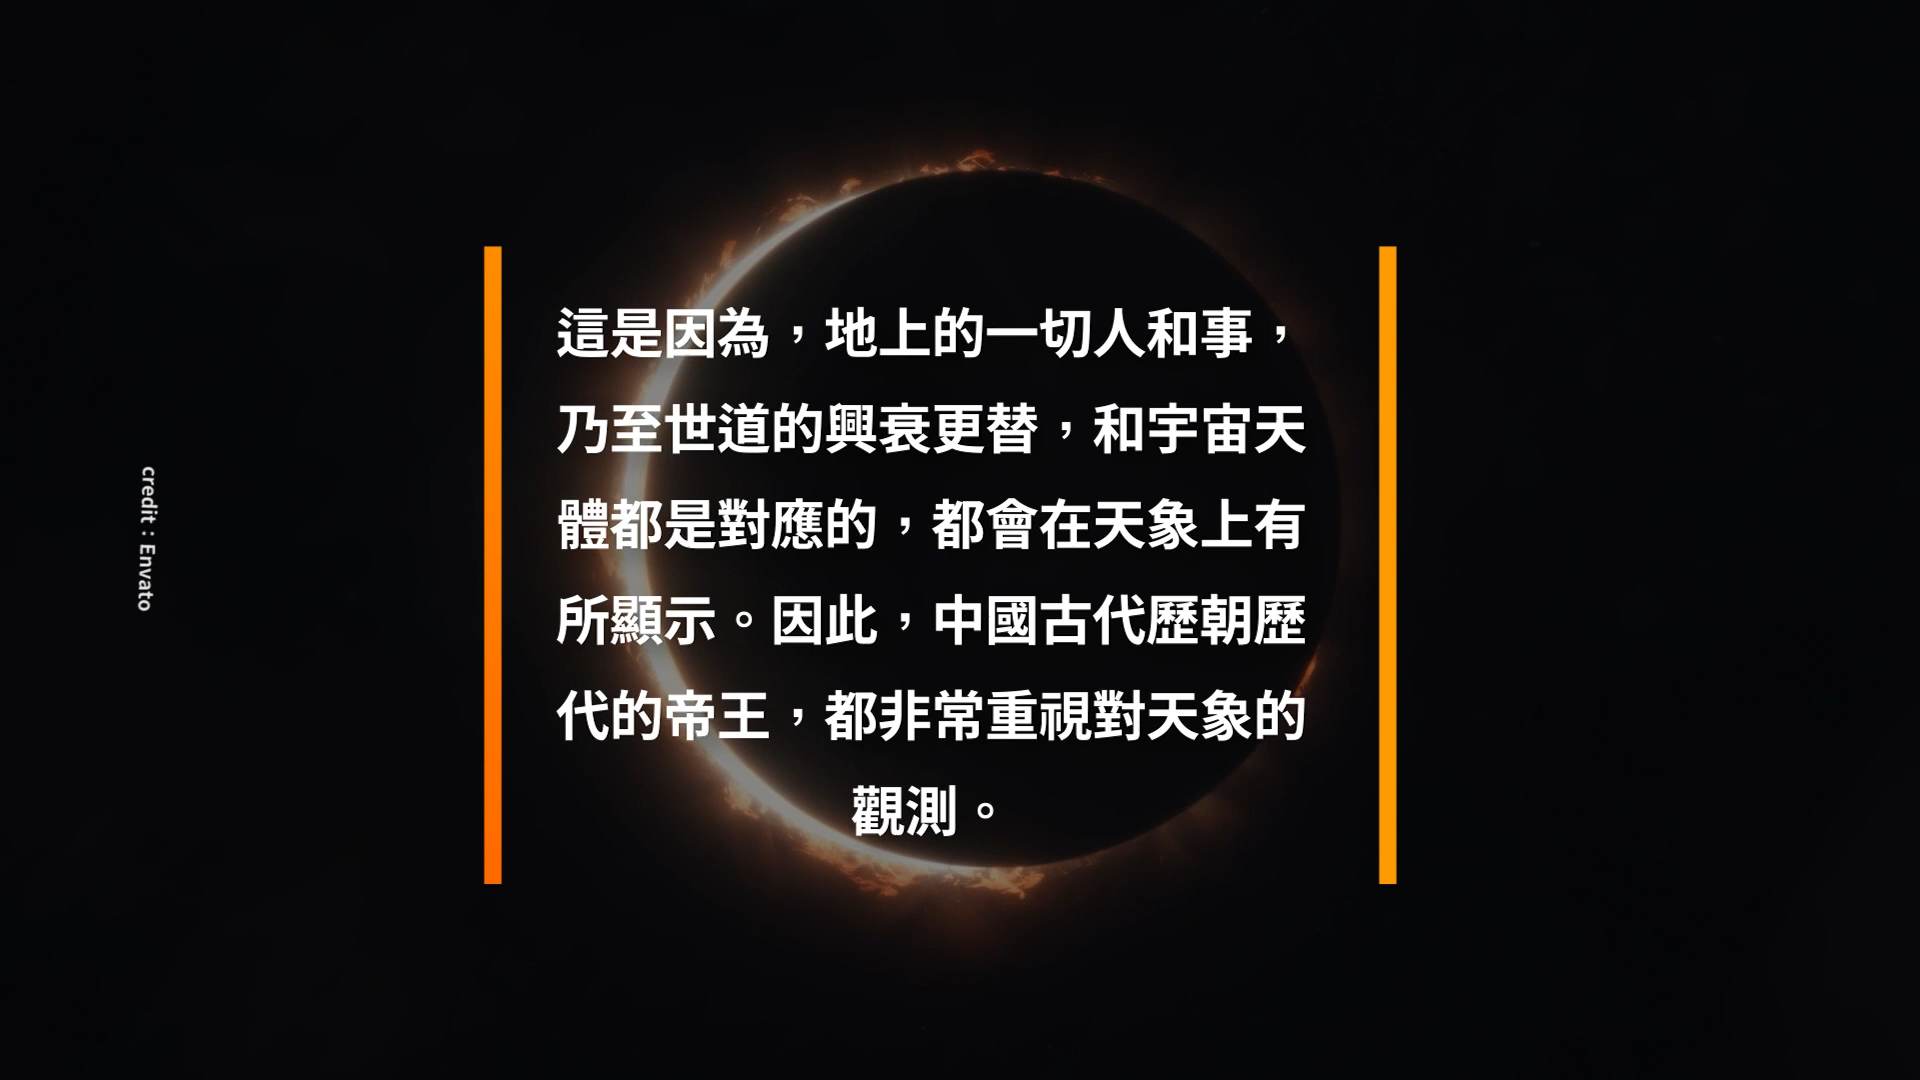 這是因為，地上的一切人和事，
乃至世道的興衰更替，和宇宙天
體都是對應的，都會在天象上有
所顯示。因此，中國古代歷朝歷
代的帝王，都非常重視對天象的
觀測。
credit : Envato